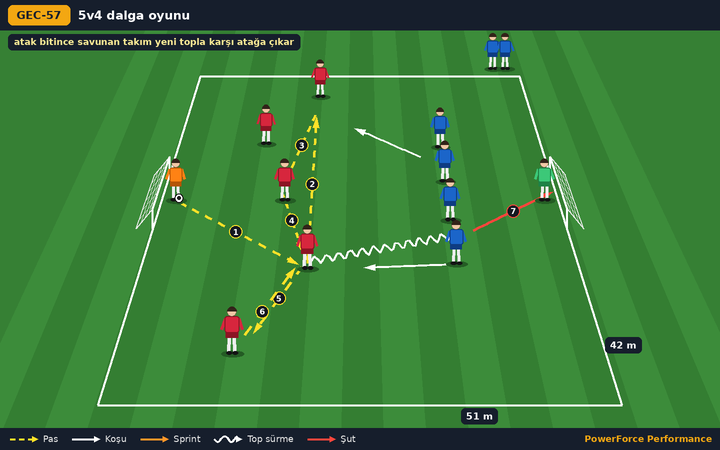 GEC-57 5v4 dalga oyunu
atak bitince savunan takım yeni topla karşı atağa çıkar
3
2
4
7
1
5
6
42 m
51 m
Pas Koşu Sprint Top sürme Şut PowerForce Performance